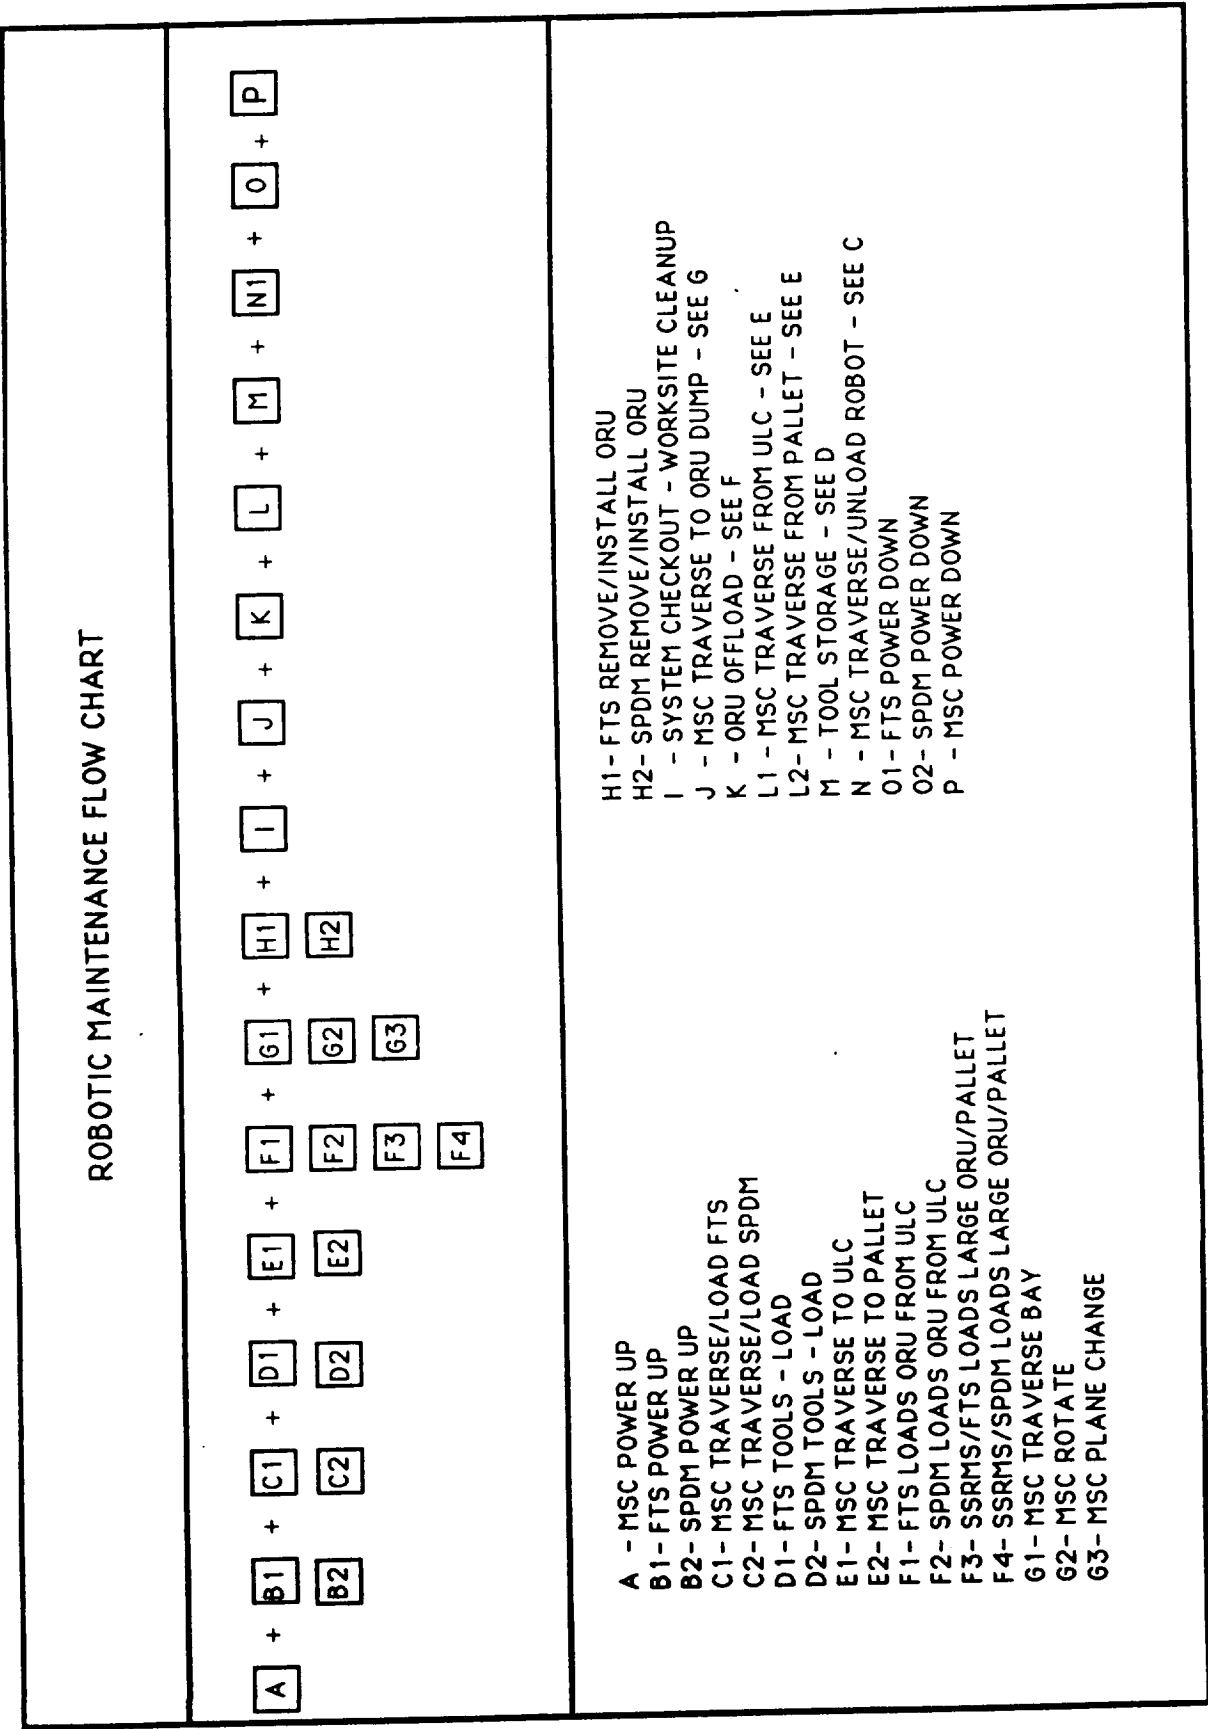 ROBOTIC MAINTENANCE FLOW CHART
A + B1 + C1 + D1 + E1 + F1 + G1 + H1 + I + J + K + L + M + N1 + O + P
B2 C2 D2 E2 F2 G2 H2
F3 G3
F4
A - MSC POWER UP
B1- FTS POWER UP
B2- SPDM POWER UP
C1- MSC TRAVERSE/LOAD FTS
C2- MSC TRAVERSE/LOAD SPDM
D1- FTS TOOLS - LOAD
D2- SPDM TOOLS - LOAD
E1- MSC TRAVERSE TO ULC
E2- MSC TRAVERSE TO PALLET
F1- FTS LOADS ORU FROM ULC
F2- SPDM LOADS ORU FROM ULC
F3- SSRMS/FTS LOADS LARGE ORU/PALLET
F4- SSRMS/SPDM LOADS LARGE ORU/PALLET
G1- MSC TRAVERSE BAY
G2- MSC ROTATE
G3- MSC PLANE CHANGE
H1- FTS REMOVE/INSTALL ORU
H2- SPDM REMOVE/INSTALL ORU
I - SYSTEM CHECKOUT - WORKSITE CLEANUP
J - MSC TRAVERSE TO ORU DUMP - SEE G
K - ORU OFFLOAD - SEE F
L1 - MSC TRAVERSE FROM ULC - SEE E
L2- MSC TRAVERSE FROM PALLET - SEE E
M - TOOL STORAGE - SEE D
N - MSC TRAVERSE/UNLOAD ROBOT - SEE C
O1- FTS POWER DOWN
O2- SPDM POWER DOWN
P - MSC POWER DOWN